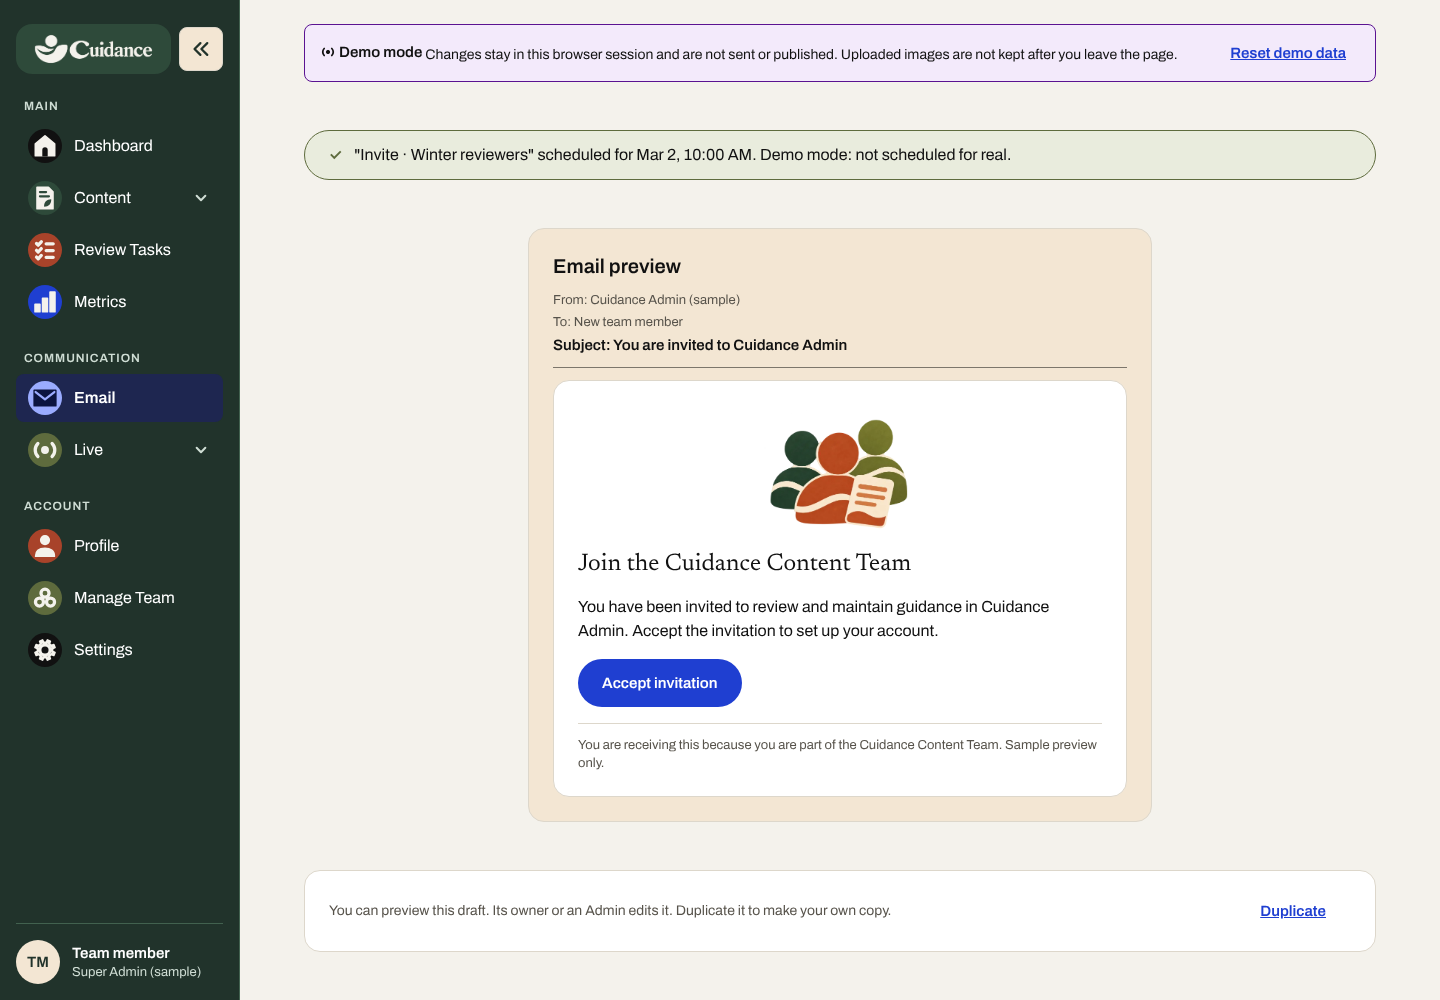 Cuidance
MAIN
Dashboard
Content
Review Tasks
Metrics
COMMUNICATION
Email
Live
ACCOUNT
Profile
Manage Team
Settings
TM
Team member
Super Admin (sample)
Demo mode Changes stay in this browser session and are not sent or published. Uploaded images are not kept after you leave the page.
Reset demo data
"Invite · Winter reviewers" scheduled for Mar 2, 10:00 AM. Demo mode: not scheduled for real.
Email preview
From: Cuidance Admin (sample)
To: New team member
Subject: You are invited to Cuidance Admin
Join the Cuidance Content Team
You have been invited to review and maintain guidance in Cuidance
Admin. Accept the invitation to set up your account.
Accept invitation
You are receiving this because you are part of the Cuidance Content Team. Sample preview
only.
You can preview this draft. Its owner or an Admin edits it. Duplicate it to make your own copy.
Duplicate